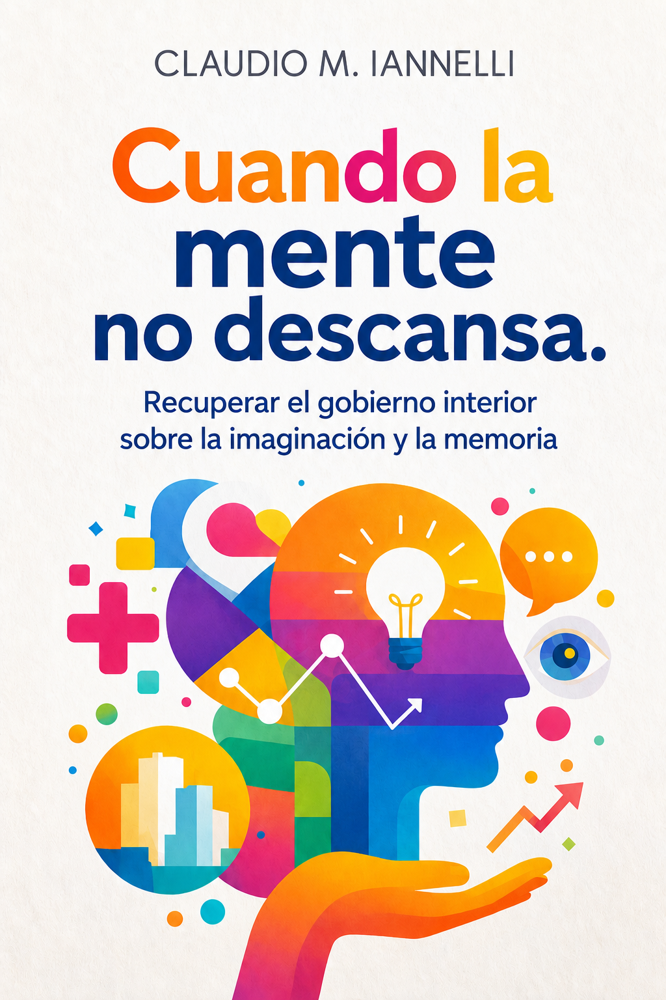 CLAUDIO M. IANNELLI
Cuando la
mente
no descansa.
Recuperar el gobierno interior
sobre la imaginación y la memoria